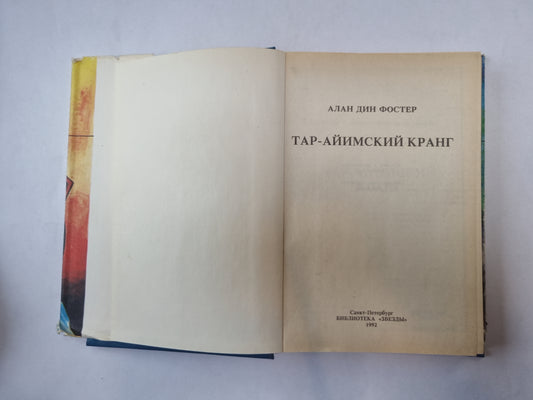 АЛАН ДИН ФОСТЕР
ТАР-АЙИМСКИЙ КРАНГ
Санкт-Петербург
БИБЛИОТЕКА «ЗВЕЗДЫ»
1992